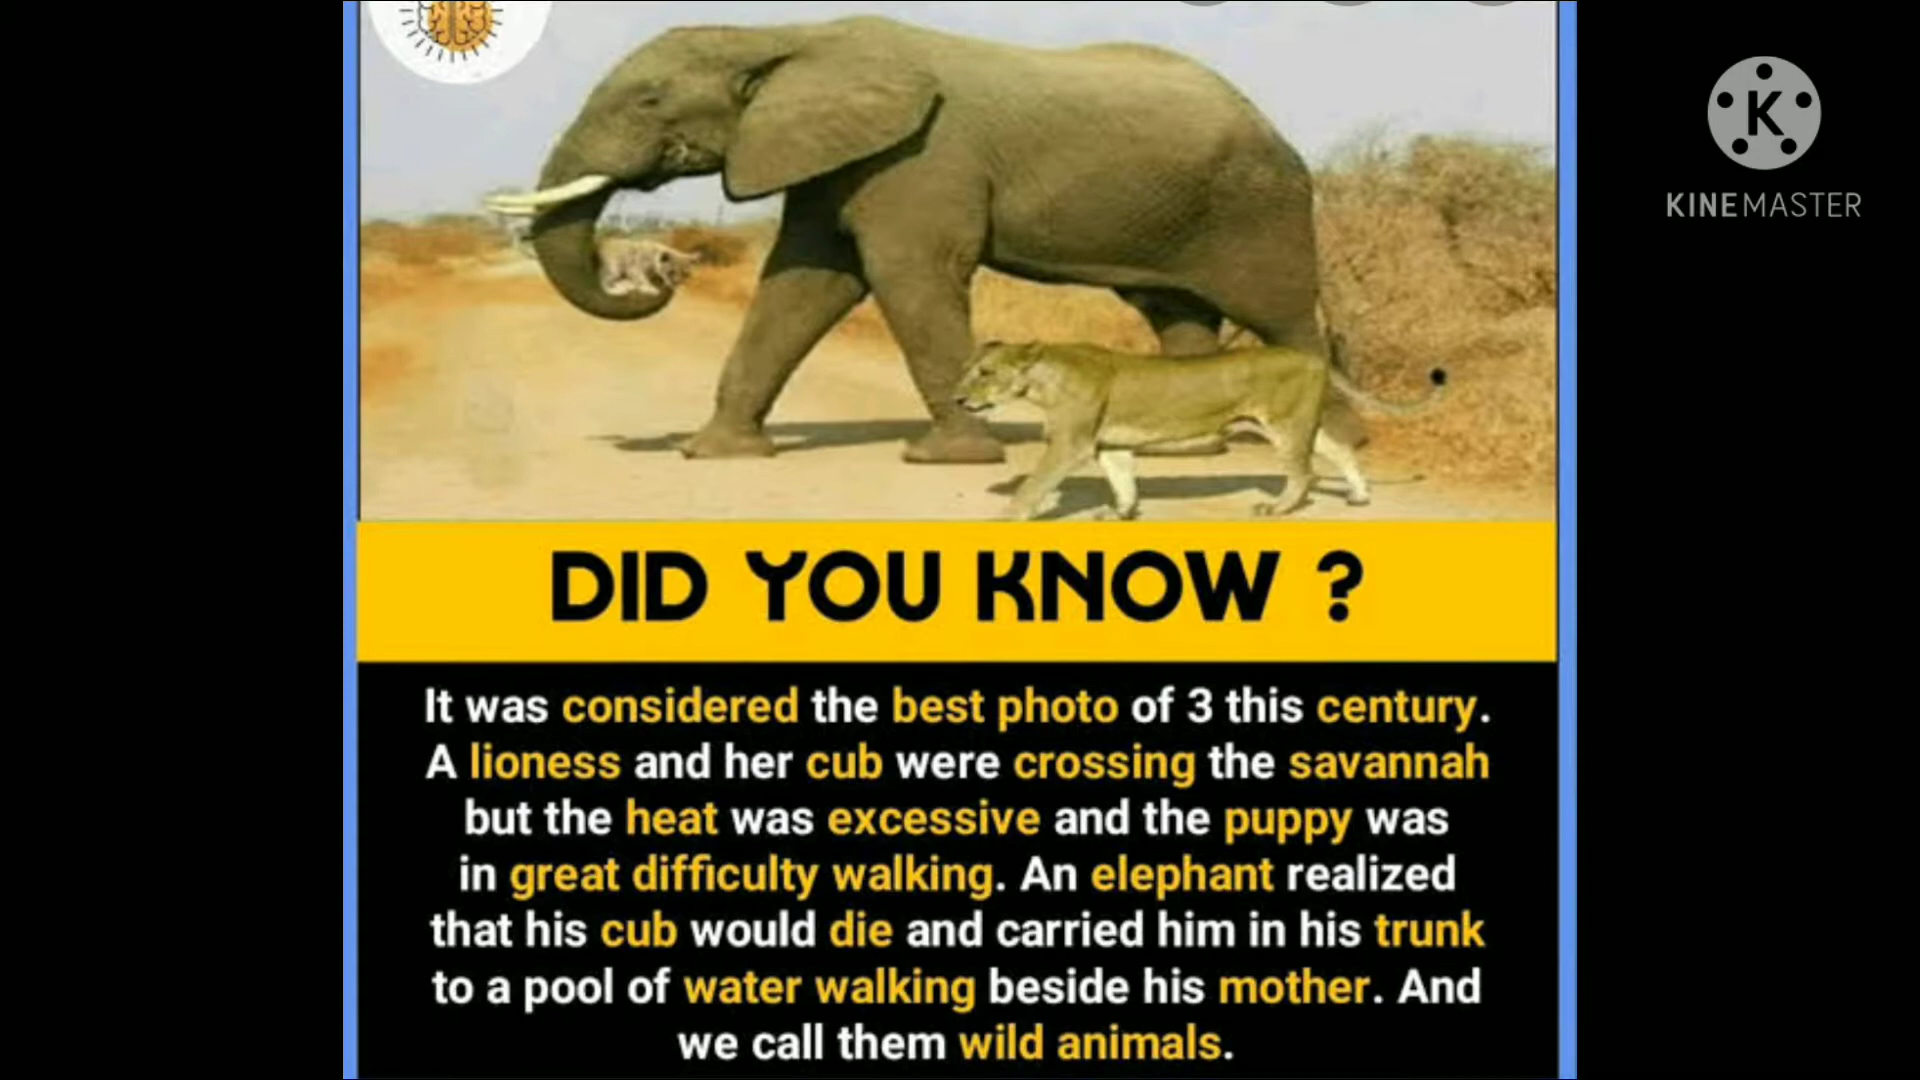 K
KINEMASTER
DID YOU KNOW ?
It was considered the best photo of 3 this century.
A lioness and her cub were crossing the savannah
but the heat was excessive and the puppy was
in great difficulty walking. An elephant realized
that his cub would die and carried him in his trunk
to a pool of water walking beside his mother. And
we call them wild animals.